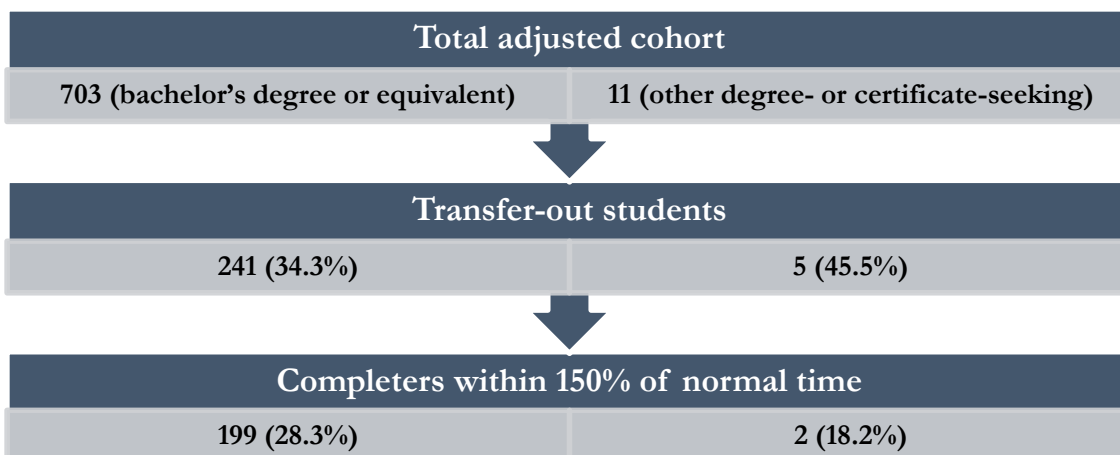 Total adjusted cohort
703 (bachelor's degree or equivalent) 11 (other degree- or certificate-seeking)
Transfer-out students
241 (34.3%) 5 (45.5%)
Completers within 150% of normal time
199 (28.3%) 2 (18.2%)